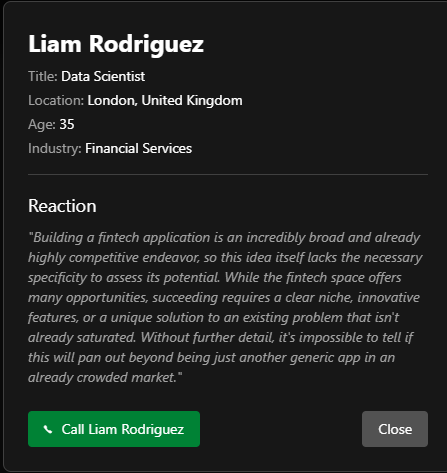 Liam Rodriguez
Title: Data Scientist
Location: London, United Kingdom
Age: 35
Industry: Financial Services
Reaction
"Building a fintech application is an incredibly broad and already
highly competitive endeavor, so this idea itself lacks the necessary
specificity to assess its potential. While the fintech space offers
many opportunities, succeeding requires a clear niche, innovative
features, or a unique solution to an existing problem that isn't
already saturated. Without further detail, it's impossible to tell if
this will pan out beyond being just another generic app in an
already crowded market."
Call Liam Rodriguez
Close